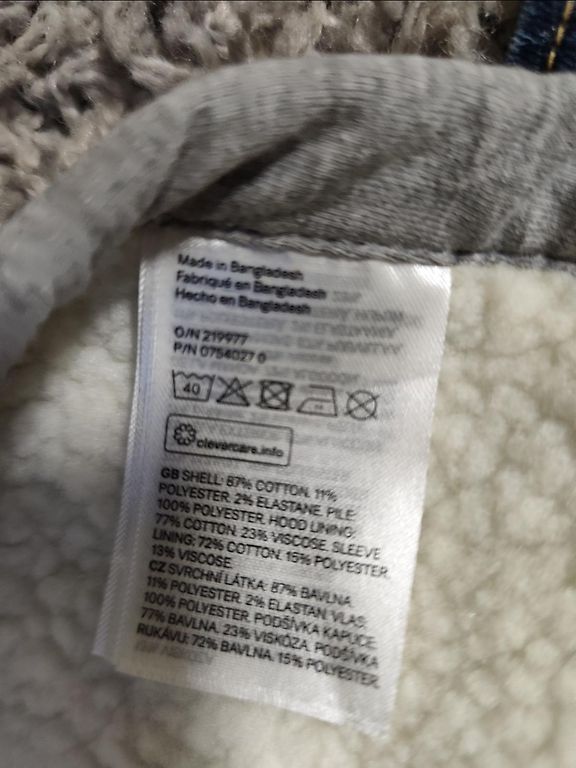 Made in Bangladesh
Fabriqué en Bangladesh
Hecho en Bangladesh
O/N 219977
P/N 0754027 0
40
clevercare.info
GB SHELL: 87% COTTON. 11%
POLYESTER. 2% ELASTANE. PILE:
100% POLYESTER. HOOD LINING:
77% COTTON. 23% VISCOSE. SLEEVE
LINING: 72% COTTON. 15% POLYESTER.
13% VISCOSE.
CZ SVRCHNÍ LÁTKA: 87% BAVLNA.
11% POLYESTER. 2% ELASTAN. VLAS:
100% POLYESTER. PODŠÍVKA KAPUCE:
77% BAVLNA. 23% VISKÓZA. PODŠÍVKA
RUKÁVU: 72% BAVLNA. 15% POLYESTER.